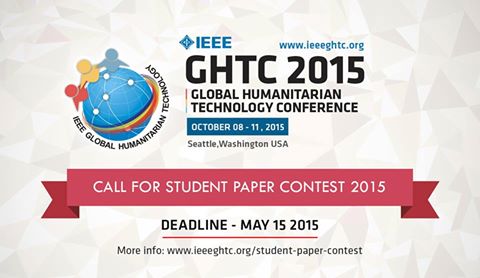 IEEE
www.ieeeghtc.org
GHTC 2015
GLOBAL HUMANITARIAN
TECHNOLOGY CONFERENCE
OCTOBER 08 - 11 , 2015
Seattle,Washington USA
IEEE GLOBAL HUMANITARIAN TECHNOLOGY
CALL FOR STUDENT PAPER CONTEST 2015
DEADLINE - MAY 15 2015
More info: www.ieeeghtc.org/student-paper-contest